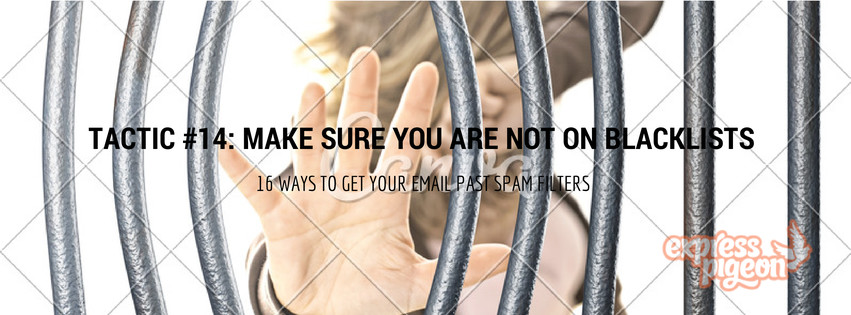 TACTIC #14: MAKE SURE YOU ARE NOT ON BLACKLISTS
Canva
16 WAYS TO GET YOUR EMAIL PAST SPAM FILTERS
express
pigeon